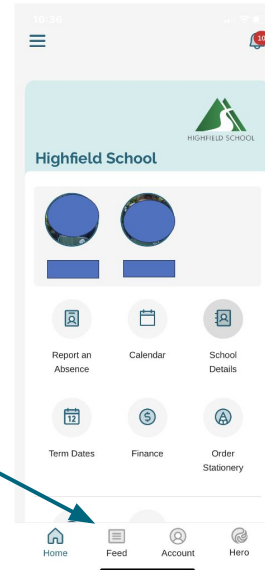 10:35
10
HIGHFIELD SCHOOL
Highfield School
Report an Absence
Calendar
School Details
12
Term Dates
Finance
Order Stationery
Home
Feed
Account
Hero